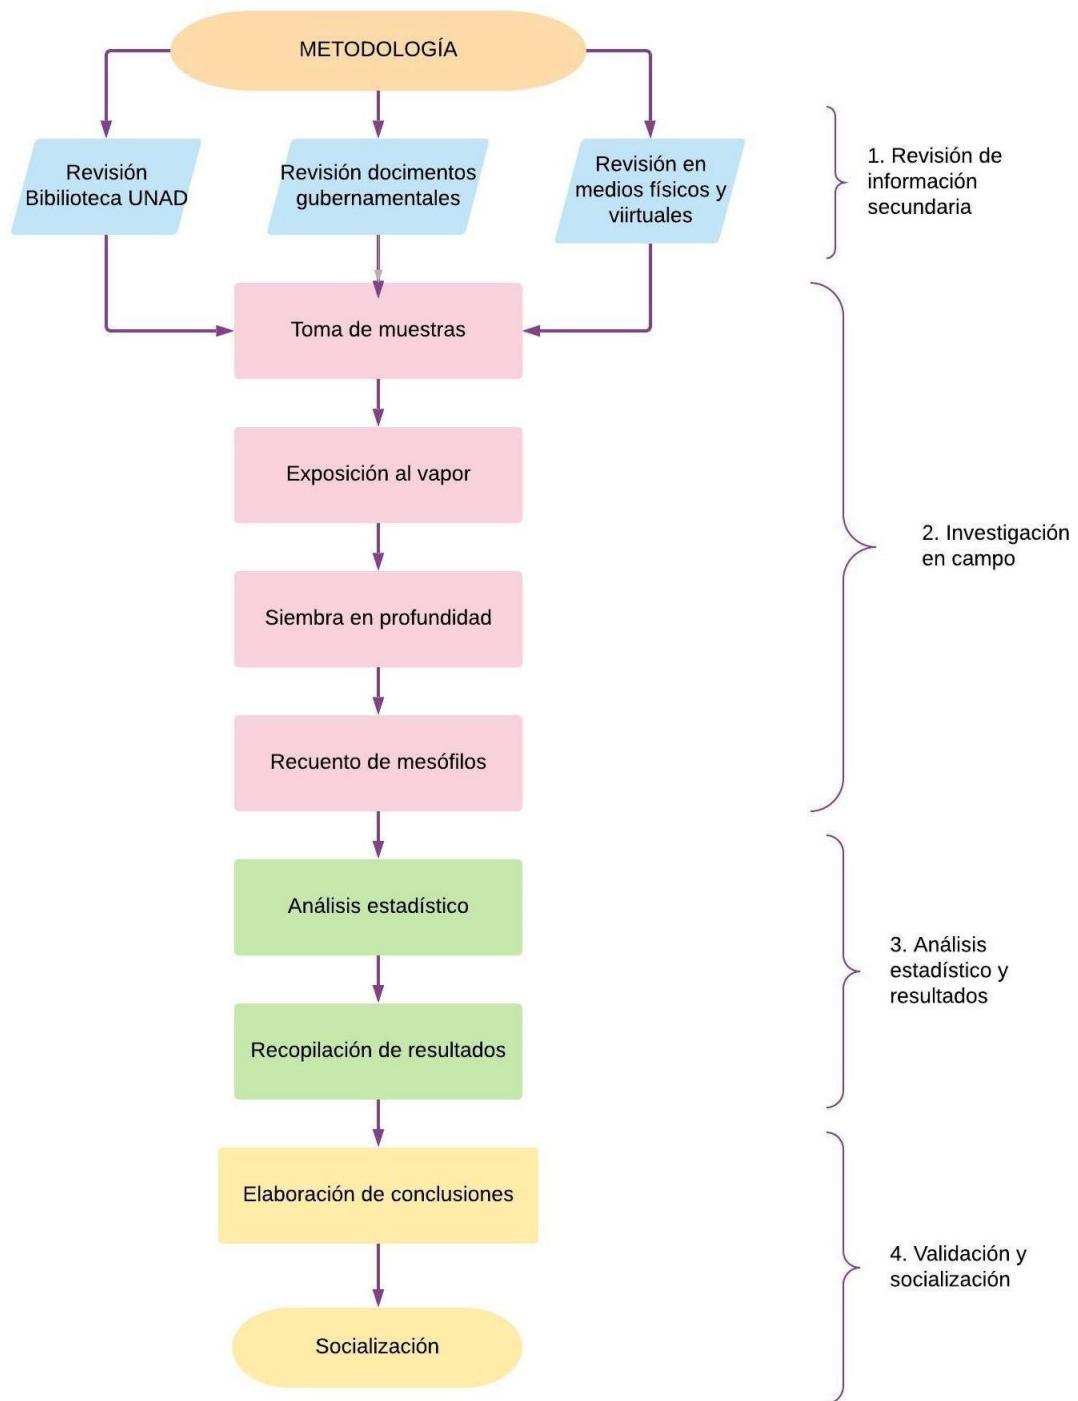 METODOLOGÍA
Revisión
Bibilioteca UNAD
Revisión docimentos
gubernamentales
Revisión en
medios físicos y
viirtuales
1. Revisión de
información
secundaria
Toma de muestras
Exposición al vapor
Siembra en profundidad
Recuento de mesófilos
2. Investigación
en campo
Análisis estadístico
Recopilación de resultados
3. Análisis
estadístico y
resultados
Elaboración de conclusiones
Socialización
4. Validación y
socialización